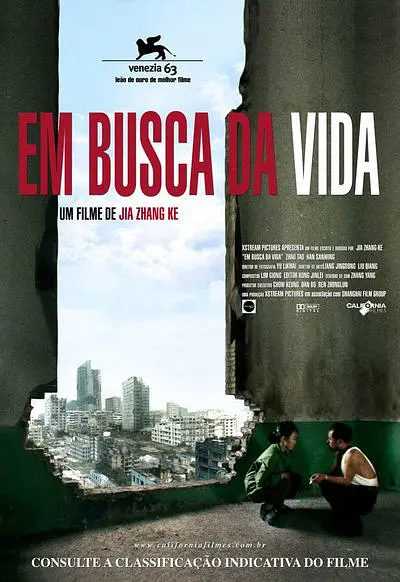 venezia 63
leão de ouro de melhor filme
EM BUSCA DA VIDA
UM FILME DE JIA ZHANG KE
XSTREAM PICTURES APRESENTA UM FILME ESCRITO E DIRIGIDO POR JIA ZHANG-KE
"EM BUSCA DA VIDA" ZHAO TAO HAN SANMING
DIRETOR DE FOTOGRAFIA YU LIKWAI DIRETOR DE ARTE LIANG JINGDONG LIU QIANG
COMPOSITOR LIM GIONG EDITOR KONG JINLEI DESIGNER DE SOM ZHANG YANG
PRODUTOR EXECUTIVO CHOW KEUNG DAN BO REN ZHONGLUN
UMA PRODUÇÃO XSTREAM PICTURES em associação com SHANGHAI FILM GROUP
DOLBY
DIGITAL
CALIFÓRNIA
FILMES
www.californiafilmes.com.br
CONSULTE A CLASSIFICAÇÃO INDICATIVA DO FILME